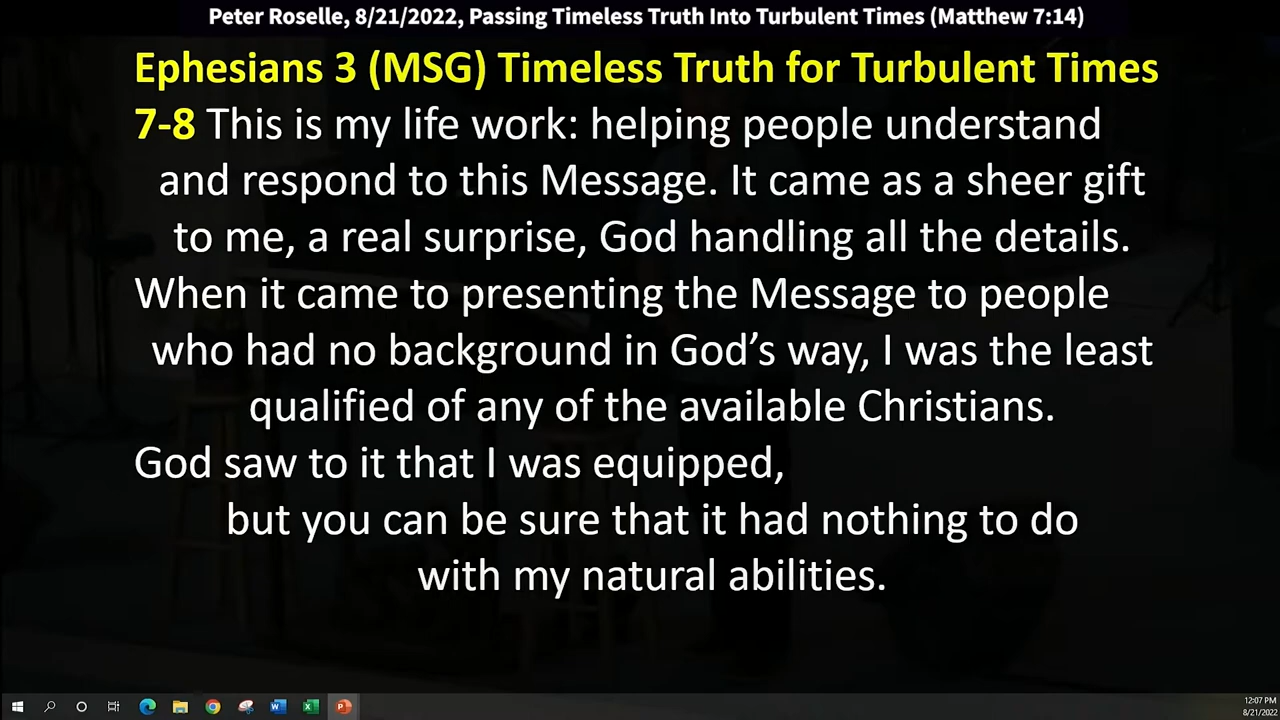 Peter Roselle, 8/21/2022, Passing Timeless Truth Into Turbulent Times (Matthew 7:14)
Ephesians 3 (MSG) Timeless Truth for Turbulent Times
7-8 This is my life work: helping people understand
and respond to this Message. It came as a sheer gift
to me, a real surprise, God handling all the details.
When it came to presenting the Message to people
who had no background in God’s way, I was the least
qualified of any of the available Christians.
God saw to it that I was equipped,
but you can be sure that it had nothing to do
with my natural abilities.
12:07 PM
8/21/2022